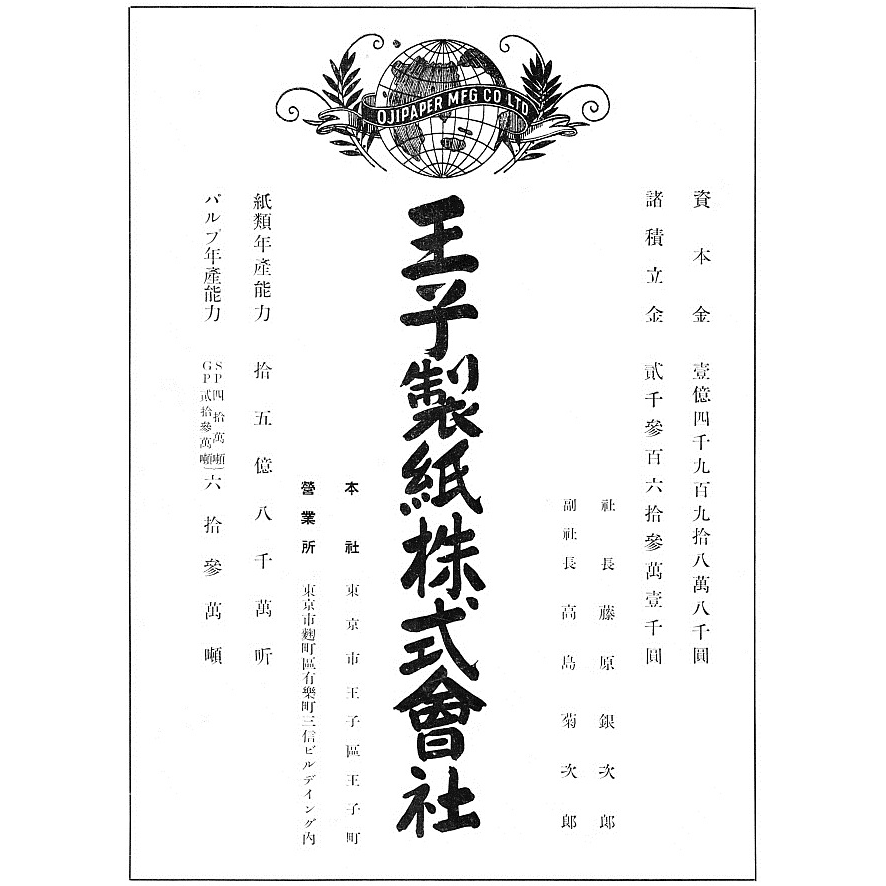 OJIPAPER MFG CO LTD
資本金 壹億四千九百九拾八萬八千圓
諸積立金 貳千參百六拾參萬壹千圓
社長 藤原銀次郎
副社長 高島菊次郎
王子製紙株式會社
本社 東京市王子區王子町
營業所 東京市麴町區有樂町三信ビルデイング內
紙類年產能力 拾五億八千萬听
パルプ年產能力 SP四拾萬噸 GP貳拾參萬噸 六拾參萬噸